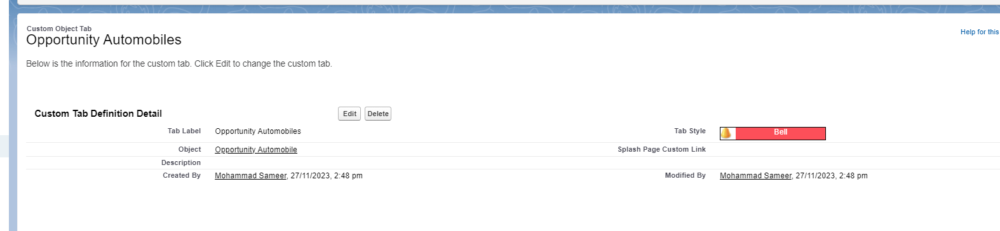 Custom Object Tab
Opportunity Automobiles
Help for this
Below is the information for the custom tab. Click Edit to change the custom tab.
Custom Tab Definition Detail Edit Delete
Tab Label Opportunity Automobiles Tab Style Bell
Object Opportunity Automobile Splash Page Custom Link
Description
Created By Mohammad Sameer, 27/11/2023, 2:48 pm Modified By Mohammad Sameer, 27/11/2023, 2:48 pm